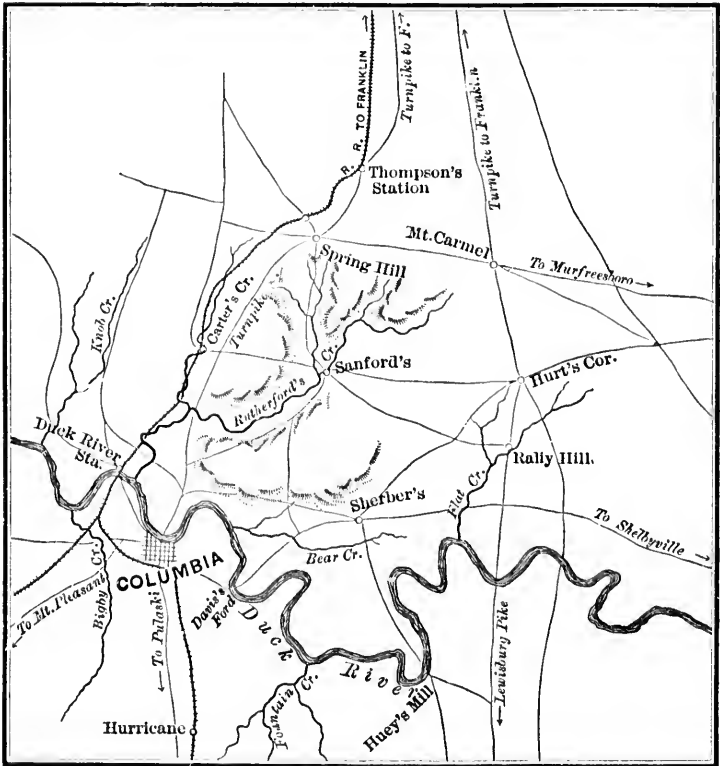 R. R. TO FRANKLIN
Turnpike to F.
Turnpike to Franklin
Thompson's
Station
Mt. Carmel
To Murfreesboro
Spring Hill
Knob Cr.
Carter's Cr.
Turnpike
Sanford's
Hurt's Cor.
Rutherford's Cr.
Duck River
Sta.
Rally Hill.
Shefber's
Flat Cr.
To Shelbyville
Bear Cr.
COLUMBIA
Davis's
Ford
Duck River
To Mt. Pleasant
Bigby Cr.
To Pulaski
Lewisburg Pike
Fountain Cr.
Huey's Mill
Hurricane